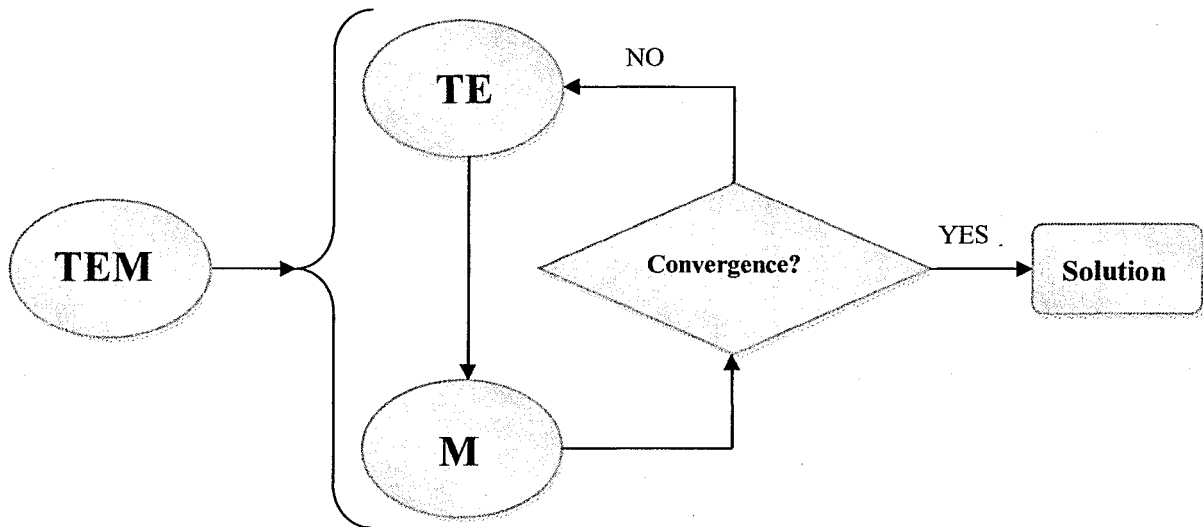 TE
NO
TEM
Convergence?
YES
Solution
M